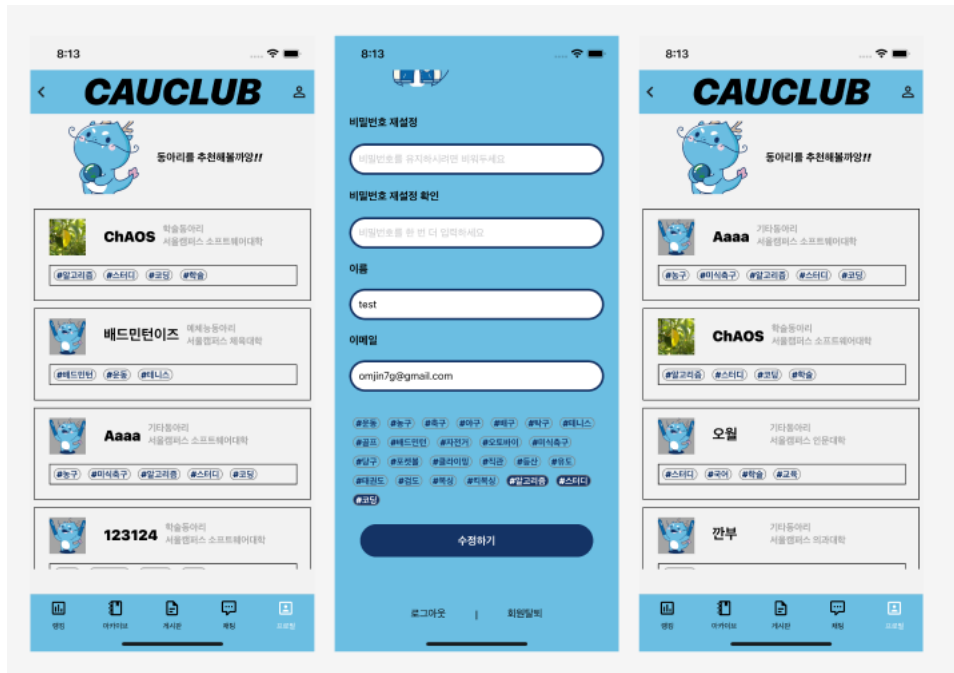 8:13
CAUCLUB
동아리를 추천해볼까앙!!
ChAOS 학술동아리
서울캠퍼스 소프트웨어대학
#알고리즘 #스터디 #코딩 #학술
배드민턴이즈 예체능동아리
서울캠퍼스 체육대학
#배드민턴 #운동 #테니스
Aaaa 기타동아리
서울캠퍼스 소프트웨어대학
#농구 #미식축구 #알고리즘 #스터디 #코딩
123124 학술동아리
서울캠퍼스 소프트웨어대학
랭킹 아카이브 게시판 채팅 프로필
8:13
비밀번호 재설정
비밀번호를 유지하시려면 비워두세요
비밀번호 재설정 확인
비밀번호를 한 번 더 입력하세요
이름
test
이메일
omjin7g@gmail.com
#운동 #농구 #축구 #야구 #배구 #탁구 #테니스
#골프 #배드민턴 #자전거 #오토바이 #미식축구
#당구 #포켓볼 #클라이밍 #직관 #등산 #유도
#태권도 #검도 #복싱 #킥복싱 #알고리즘 #스터디
#코딩
수정하기
로그아웃 | 회원탈퇴
8:13
CAUCLUB
동아리를 추천해볼까앙!!
Aaaa 기타동아리
서울캠퍼스 소프트웨어대학
#농구 #미식축구 #알고리즘 #스터디 #코딩
ChAOS 학술동아리
서울캠퍼스 소프트웨어대학
#알고리즘 #스터디 #코딩 #학술
오월 기타동아리
서울캠퍼스 인문대학
#스터디 #국어 #학술 #교육
깐부 기타동아리
서울캠퍼스 의과대학
랭킹 아카이브 게시판 채팅 프로필